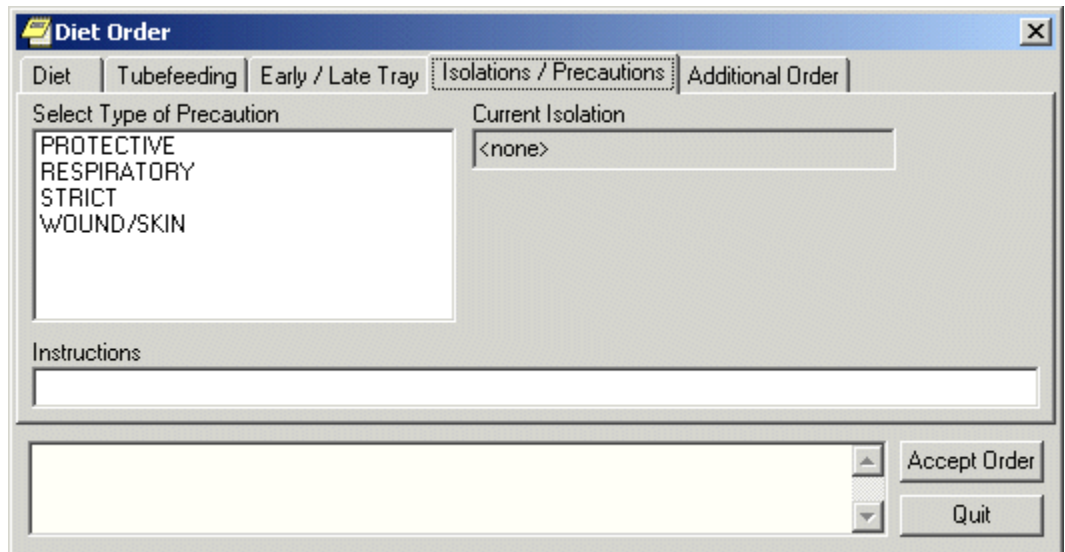 Diet Order
Diet
Tubefeeding
Early / Late Tray
Isolations / Precautions
Additional Order
Select Type of Precaution
Current Isolation
PROTECTIVE
RESPIRATORY
STRICT
WOUND/SKIN
<none>
Instructions
Accept Order
Quit